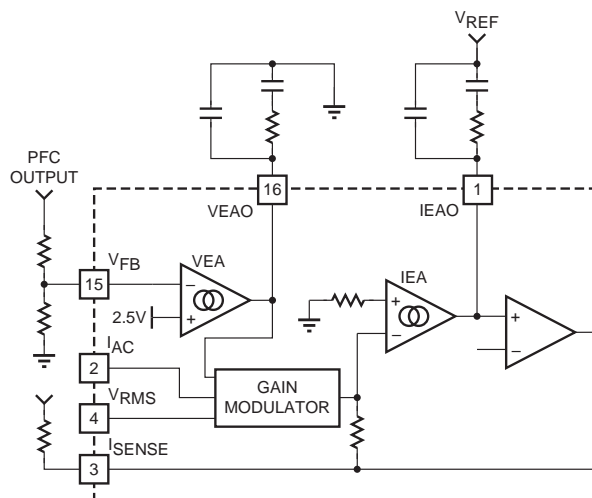 VREF
PFC
OUTPUT
16
1
VEAO
IEAO
VFB
VEA
IEA
15
–
+
–
+
–
2.5V
+
IAC
2
GAIN
MODULATOR
VRMS
4
ISENSE
3